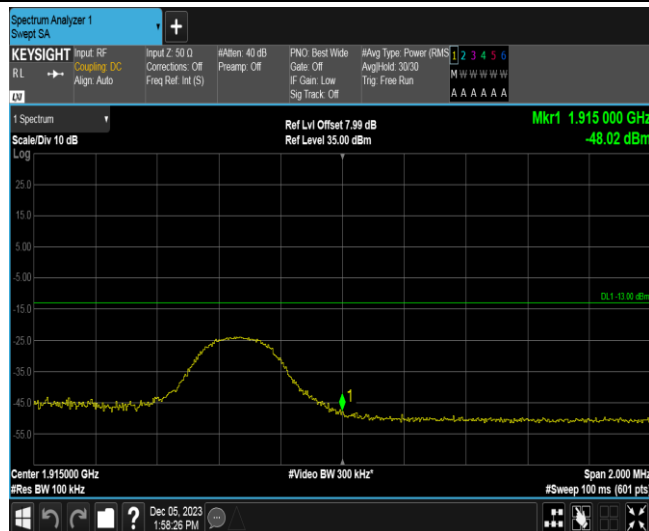 Spectrum Analyzer 1
Swept SA
+
KEYSIGHT
RL
LXI
Input: RF
Coupling: DC
Align: Auto
Input Z: 50 Ω
Corrections: Off
Freq Ref: Int (S)
#Atten: 40 dB
Preamp: Off
PNO: Best Wide
Gate: Off
IF Gain: Low
Sig Track: Off
#Avg Type: Power (RMS
Avg|Hold: 30/30
Trig: Free Run
1 2 3 4 5 6
M W W W W W
A A A A A A
1 Spectrum
Scale/Div 10 dB
Ref Lvl Offset 7.99 dB
Ref Level 35.00 dBm
Mkr1 1.915 000 GHz
-48.02 dBm
Log
25.0
15.0
5.00
-5.00
DL1 -13.00 dBm
-15.0
-25.0
-35.0
-45.0
1
-55.0
Center 1.915000 GHz
#Video BW 300 kHz*
Span 2.000 MHz
#Res BW 100 kHz
#Sweep 100 ms (601 pts)
?
Dec 05, 2023
1:58:26 PM